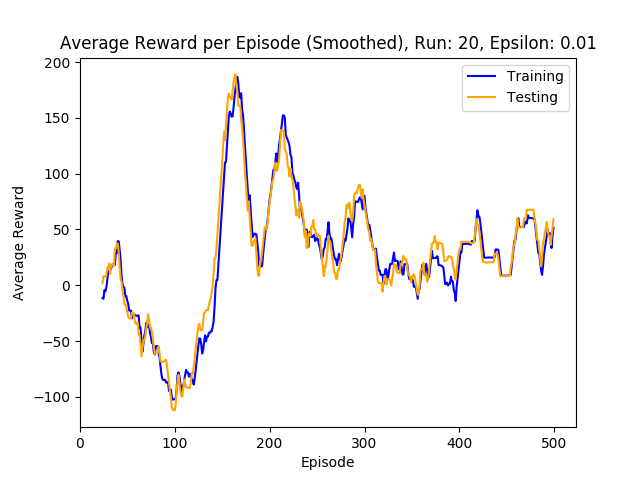 Average Reward per Episode (Smoothed), Run: 20, Epsilon: 0.01
Training
Testing
Average Reward
200
150
100
50
0
−50
−100
0 100 200 300 400 500
Episode